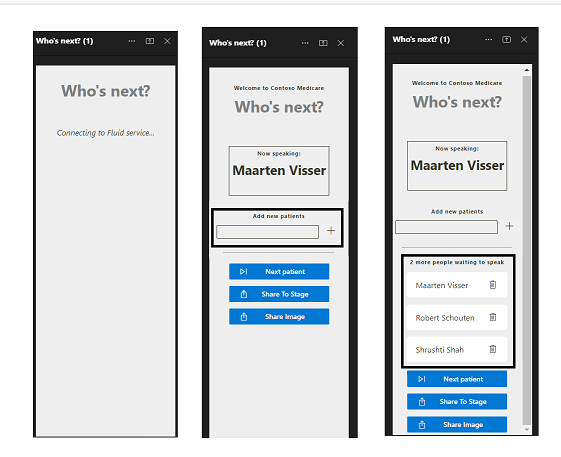 Who's next? (1)
Who's next?
Connecting to Fluid service...
Who's next? (1)
Welcome to Contoso Medicare
Who's next?
Now speaking:
Maarten Visser
Add new patients
Next patient
Share To Stage
Share Image
Who's next? (1)
Welcome to Contoso Medicare
Who's next?
Now speaking:
Maarten Visser
Add new patients
2 more people waiting to speak
Maarten Visser
Robert Schouten
Shrushti Shah
Next patient
Share To Stage
Share Image